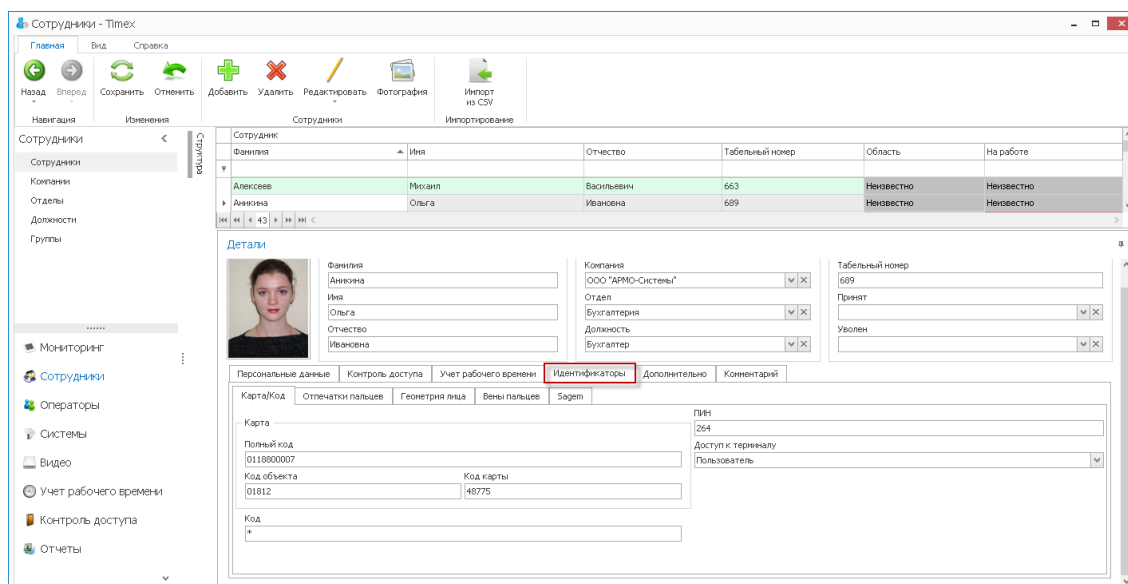 Сотрудники - Timex
Главная Вид Справка
Назад Вперед Сохранить Отменить Добавить Удалить Редактировать Фотография Импорт из CSV
Навигация Изменения Сотрудники Импортирование
Сотрудники
Сотрудники
Компании
Отделы
Должности
Группы
Мониторинг
Сотрудники
Операторы
Системы
Видео
Учет рабочего времени
Контроль доступа
Отчеты
Структура
Сотрудник
Фамилия Имя Отчество Табельный номер Область На работе
Алексеев Михаил Васильевич 663 Неизвестно Неизвестно
Аникина Ольга Ивановна 689 Неизвестно Неизвестно
43
Детали
Фамилия Компания Табельный номер
Аникина ООО "АРМО-Системы" 689
Имя Отдел Принят
Ольга Бухгалтерия
Отчество Должность Уволен
Ивановна Бухгалтер
Персональные данные Контроль доступа Учет рабочего времени Идентификаторы Дополнительно Комментарий
Карта/Код Отпечатки пальцев Геометрия лица Вены пальцев Sagem
Карта
Полный код
0118800007
Код объекта Код карты
01812 48775
Код
*
ПИН
264
Доступ к терминалу
Пользователь